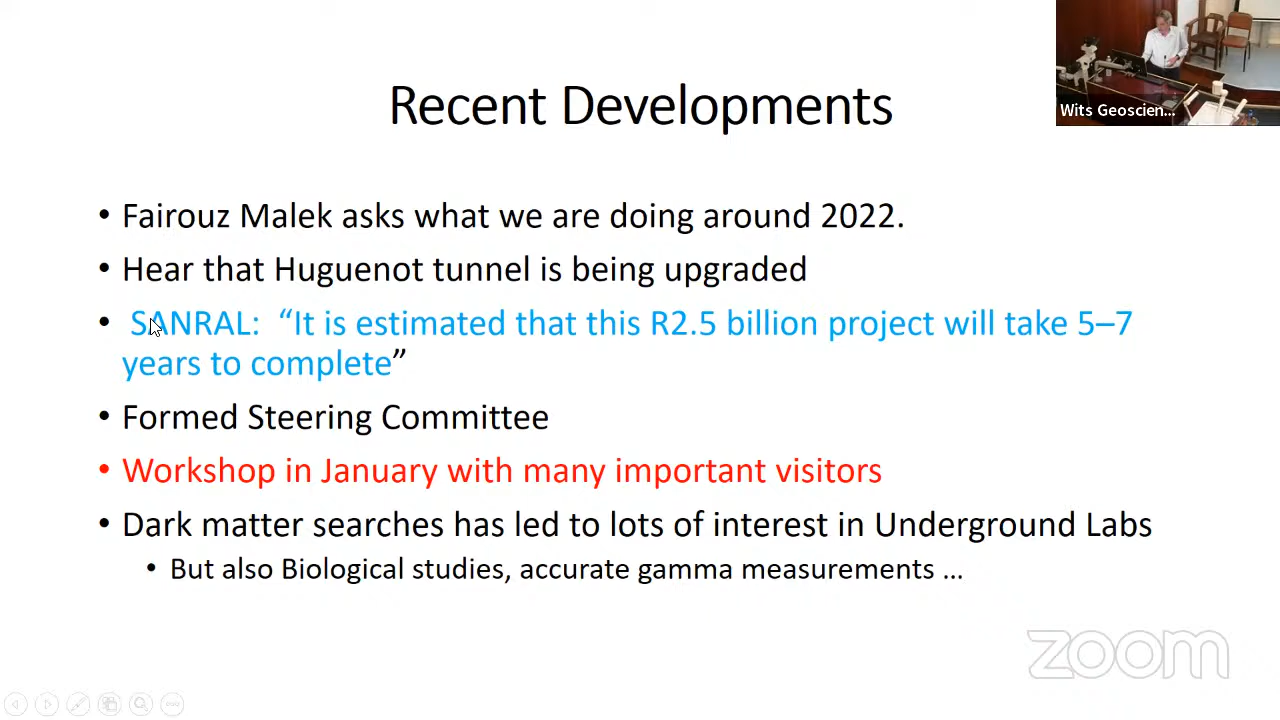 Recent Developments
Wits Geoscien...
• Fairouz Malek asks what we are doing around 2022.
• Hear that Huguenot tunnel is being upgraded
• SANRAL: “It is estimated that this R2.5 billion project will take 5–7
years to complete”
• Formed Steering Committee
• Workshop in January with many important visitors
• Dark matter searches has led to lots of interest in Underground Labs
• But also Biological studies, accurate gamma measurements …
zoom